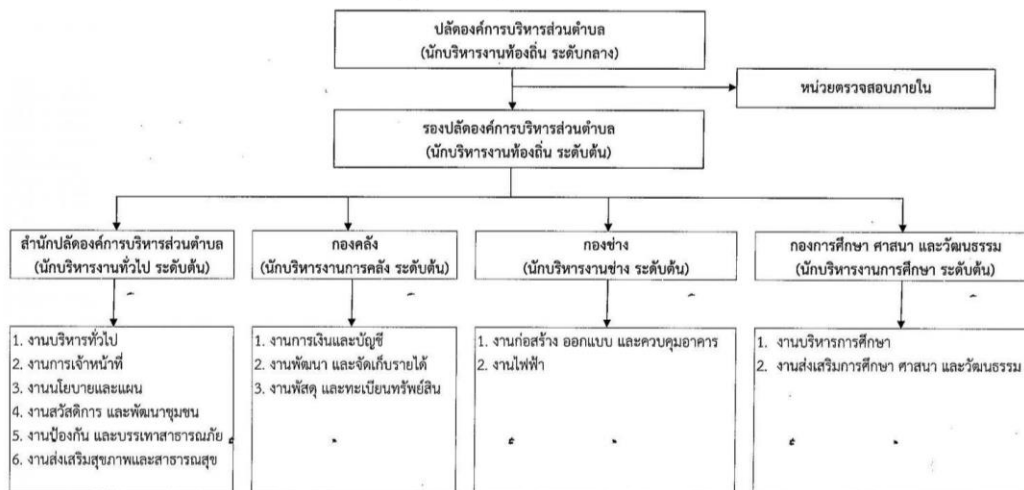 ปลัดองค์การบริหารส่วนตำบล
(นักบริหารงานท้องถิ่น ระดับกลาง)
หน่วยตรวจสอบภายใน
รองปลัดองค์การบริหารส่วนตำบล
(นักบริหารงานท้องถิ่น ระดับต้น)
สำนักปลัดองค์การบริหารส่วนตำบล
(นักบริหารงานทั่วไป ระดับต้น)
กองคลัง
(นักบริหารงานการคลัง ระดับต้น)
กองช่าง
(นักบริหารงานช่าง ระดับต้น)
กองการศึกษา ศาสนา และวัฒนธรรม
(นักบริหารงานการศึกษา ระดับต้น)
1. งานบริหารทั่วไป
2. งานการเจ้าหน้าที่
3. งานนโยบายและแผน
4. งานสวัสดิการ และพัฒนาชุมชน
5. งานป้องกัน และบรรเทาสาธารณภัย
6. งานส่งเสริมสุขภาพและสาธารณสุข
1. งานการเงินและบัญชี
2. งานพัฒนา และจัดเก็บรายได้
3. งานพัสดุ และทะเบียนทรัพย์สิน
1. งานก่อสร้าง ออกแบบ และควบคุมอาคาร
2. งานไฟฟ้า
1. งานบริหารการศึกษา
2. งานส่งเสริมการศึกษา ศาสนา และวัฒนธรรม